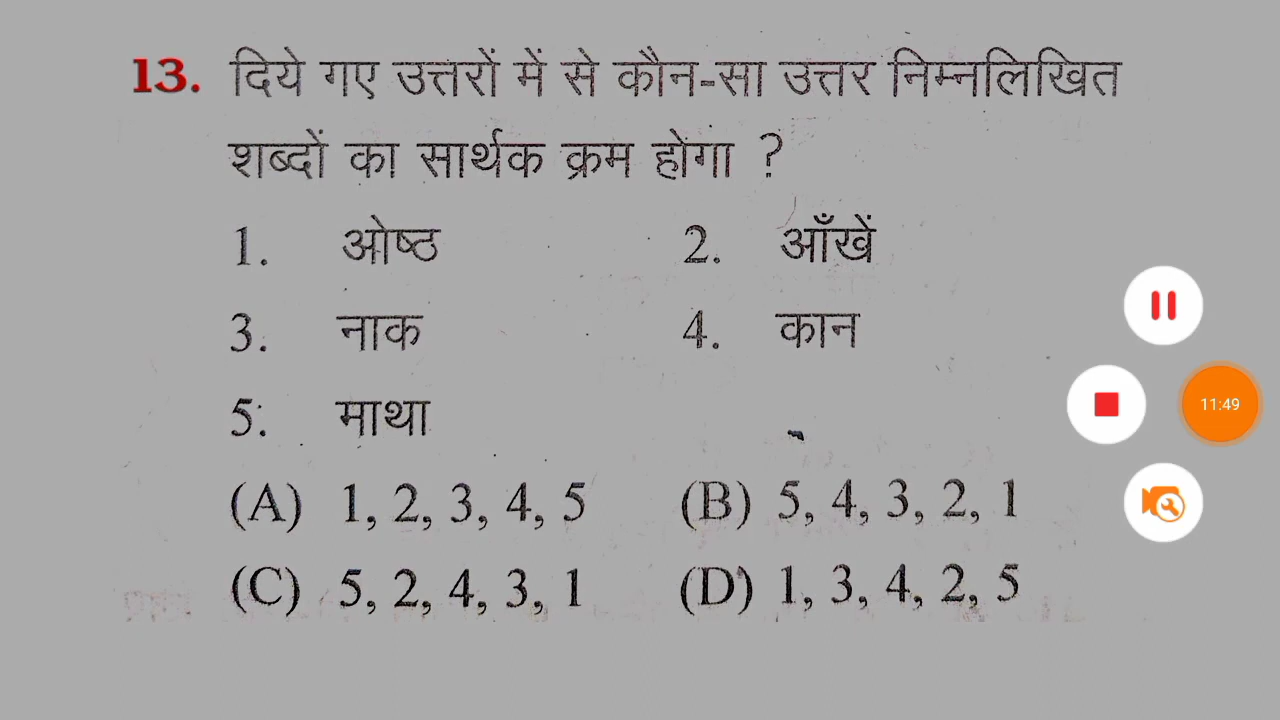 13. दिये गए उत्तरों में से कौन-सा उत्तर निम्नलिखित
शब्दों का सार्थक क्रम होगा ?
1. ओष्ठ 2. आँखें
3. नाक 4. कान
5. माथा
(A) 1, 2, 3, 4, 5 (B) 5, 4, 3, 2, 1
(C) 5, 2, 4, 3, 1 (D) 1, 3, 4, 2, 5
11:49